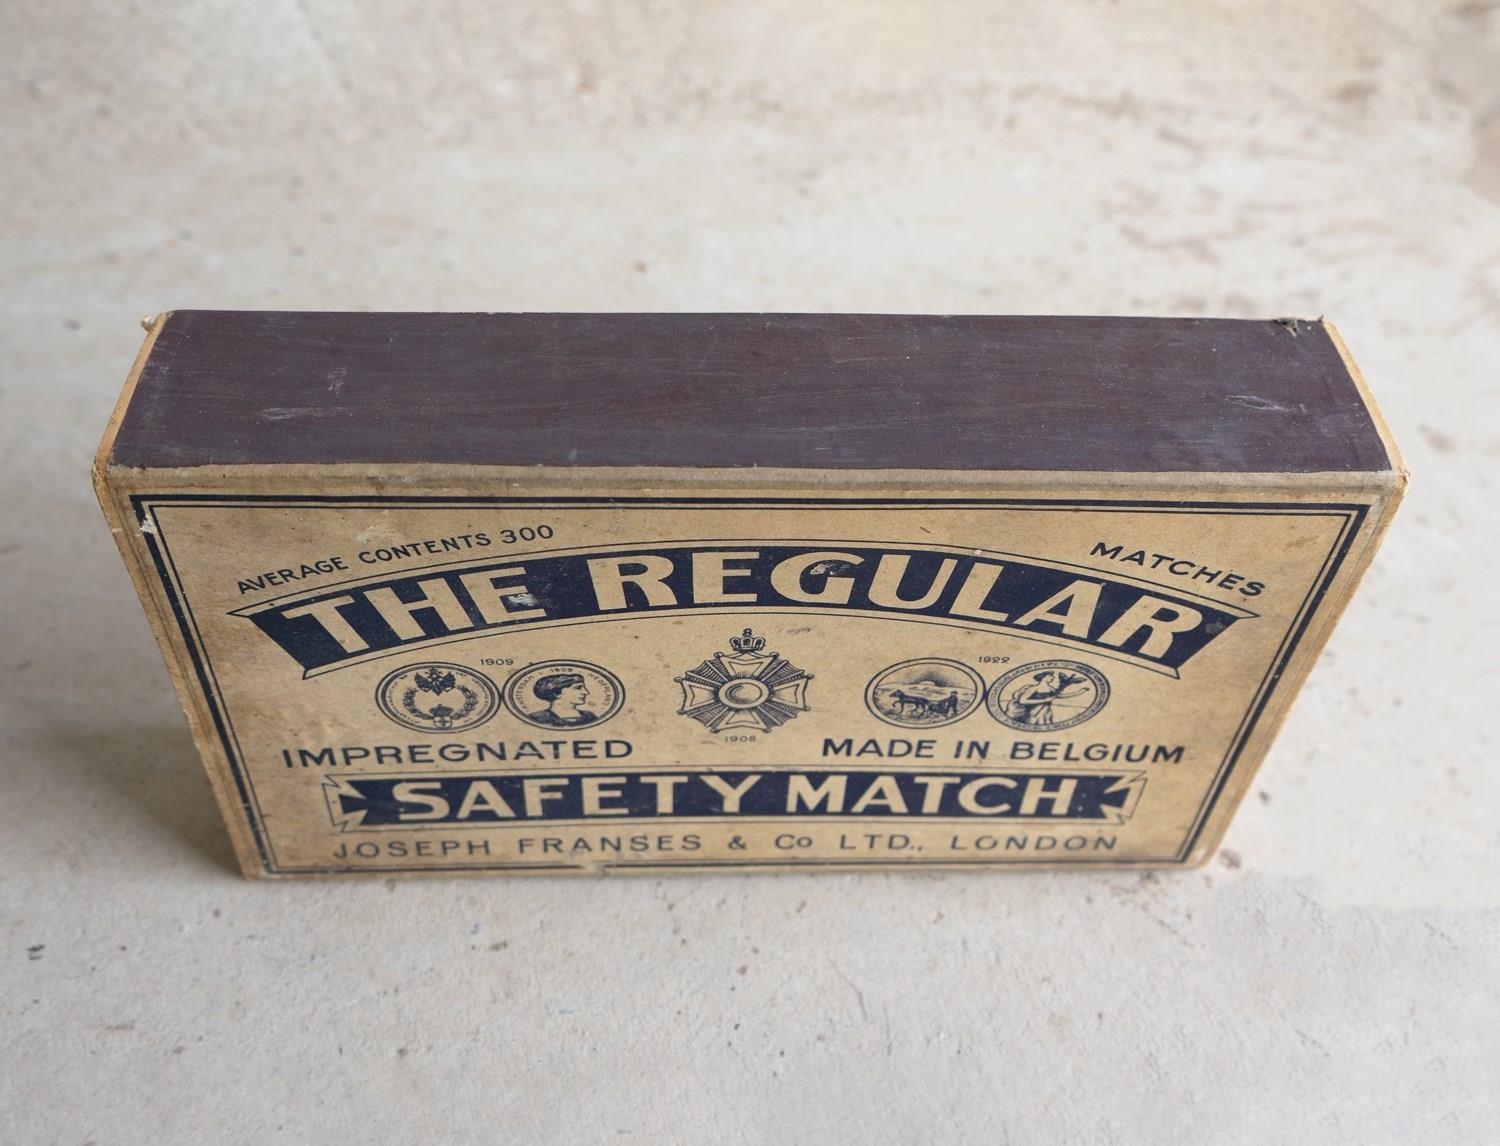 AVERAGE CONTENTS 300 MATCHES
THE REGULAR
1909 1909 1922
1908
IMPREGNATED MADE IN BELGIUM
SAFETY MATCH
JOSEPH FRANSES & Co LTD., LONDON